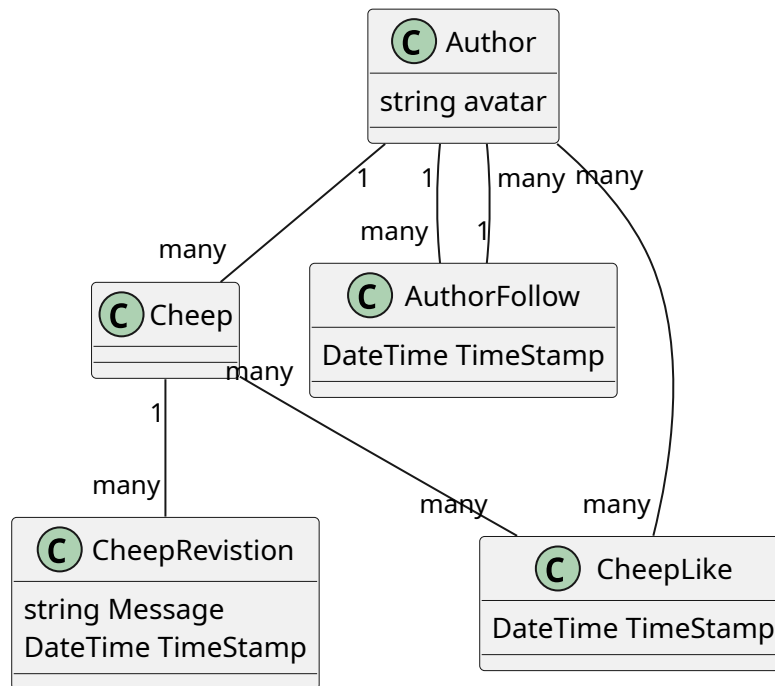 C Author
string avatar
1
1
many
many
many
many
C Cheep
C AuthorFollow
1
DateTime TimeStamp
many
1
many
many
many
C CheepRevistion
string Message
DateTime TimeStamp
C CheepLike
DateTime TimeStamp